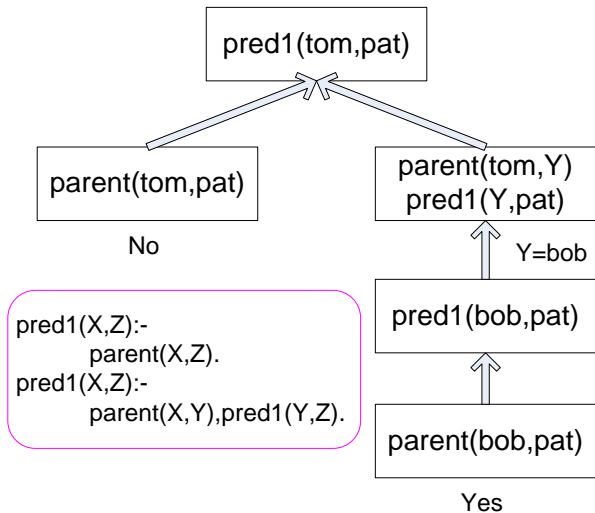 pred1(tom,pat)
parent(tom,pat)
No
parent(tom,Y)
pred1(Y,pat)
Y=bob
pred1(bob,pat)
parent(bob,pat)
Yes
pred1(X,Z):-
parent(X,Z).
pred1(X,Z):-
parent(X,Y),pred1(Y,Z).